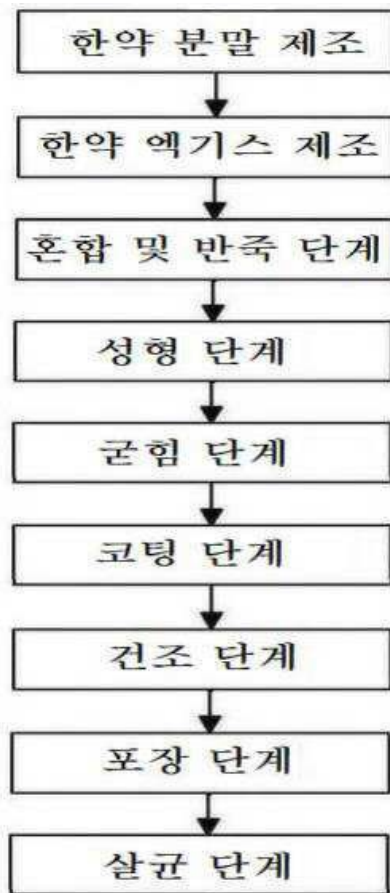 한약 분말 제조
한약 엑기스 제조
혼합 및 반죽 단계
성형 단계
굳힘 단계
코팅 단계
건조 단계
포장 단계
살균 단계